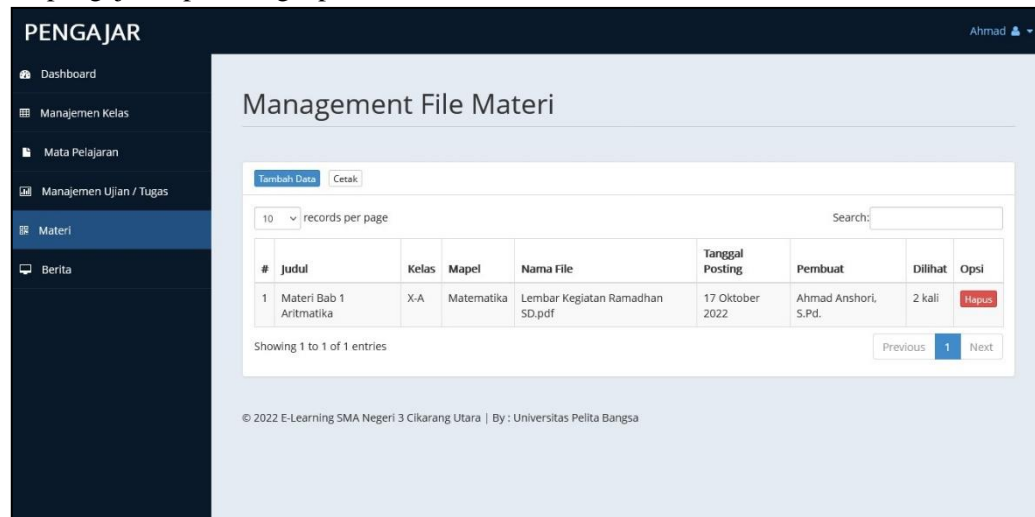 PENGAJAR
Ahmad
Dashboard
Manajemen Kelas
Mata Pelajaran
Manajemen Ujian / Tugas
Materi
Berita
Management File Materi
Tambah Data Cetak
10 records per page Search:
# Judul Kelas Mapel Nama File Tanggal Posting Pembuat Dilihat Opsi
1 Materi Bab 1 Aritmatika X-A Matematika Lembar Kegiatan Ramadhan SD.pdf 17 Oktober 2022 Ahmad Anshori, S.Pd. 2 kali Hapus
Showing 1 to 1 of 1 entries Previous 1 Next
© 2022 E-Learning SMA Negeri 3 Cikarang Utara | By : Universitas Pelita Bangsa